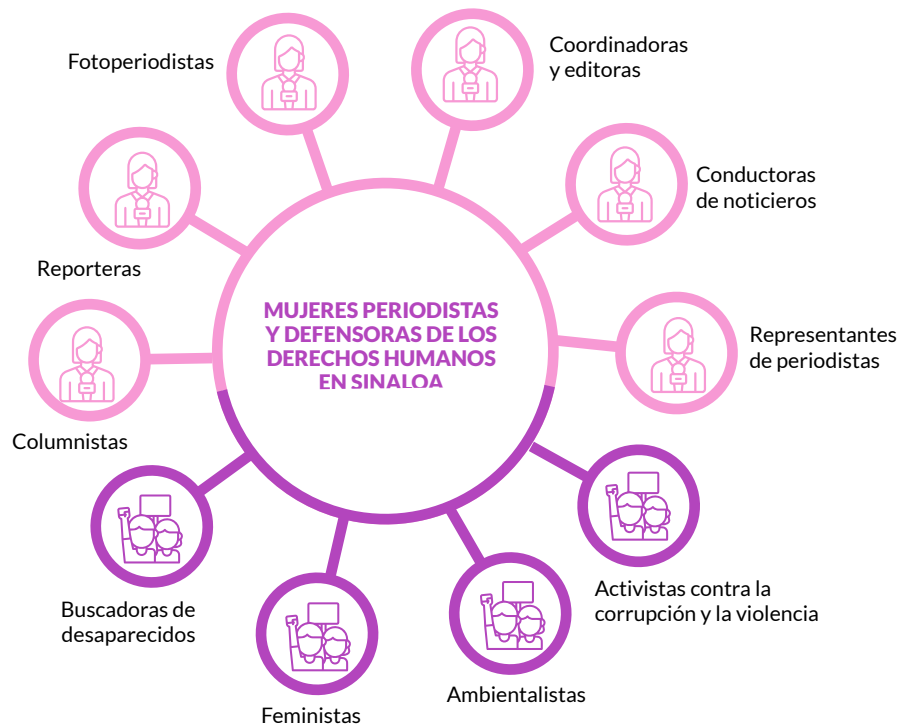 Fotoperiodistas
Coordinadoras
y editoras
Conductoras
de noticieros
Reporteras
MUJERES PERIODISTAS
Y DEFENSORAS DE LOS
DERECHOS HUMANOS
EN SINALOA
Representantes
de periodistas
Columnistas
Buscadoras de
desaparecidos
Activistas contra la
corrupción y la violencia
Ambientalistas
Feministas